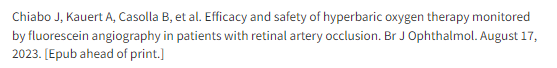 Chiabo J, Kauert A, Casolla B, et al. Efficacy and safety of hyperbaric oxygen therapy monitored
by fluorescein angiography in patients with retinal artery occlusion. Br J Ophthalmol. August 17,
2023. [Epub ahead of print.]